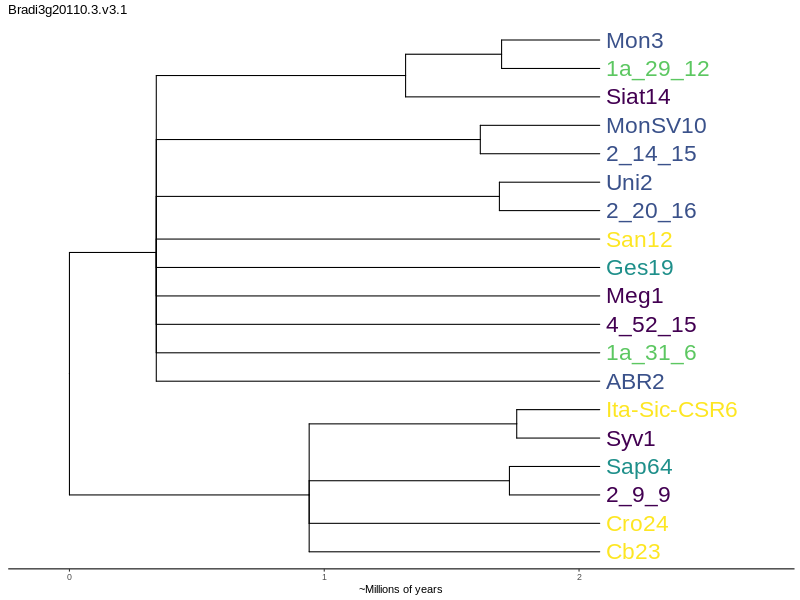 Bradi3g20110.3.v3.1
Mon3
1a_29_12
Siat14
MonSV10
2_14_15
Uni2
2_20_16
San12
Ges19
Meg1
4_52_15
1a_31_6
ABR2
Ita-Sic-CSR6
Syv1
Sap64
2_9_9
Cro24
Cb23
0 1 2
~Millions of years